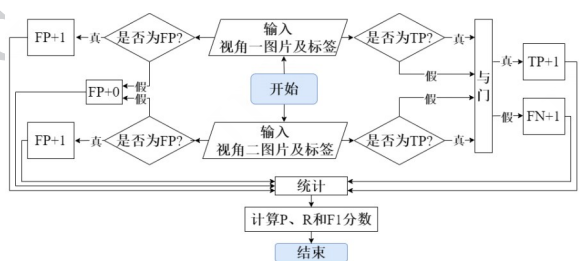 FP+1
真
是否为FP?
输入
视角一图片及标签
是否为TP?
真
假
FP+0
假
假
开始
假
与
门
真
TP+1
假
FN+1
FP+1
真
是否为FP?
输入
视角二图片及标签
是否为TP?
真
统计
计算P、R和F1分数
结束